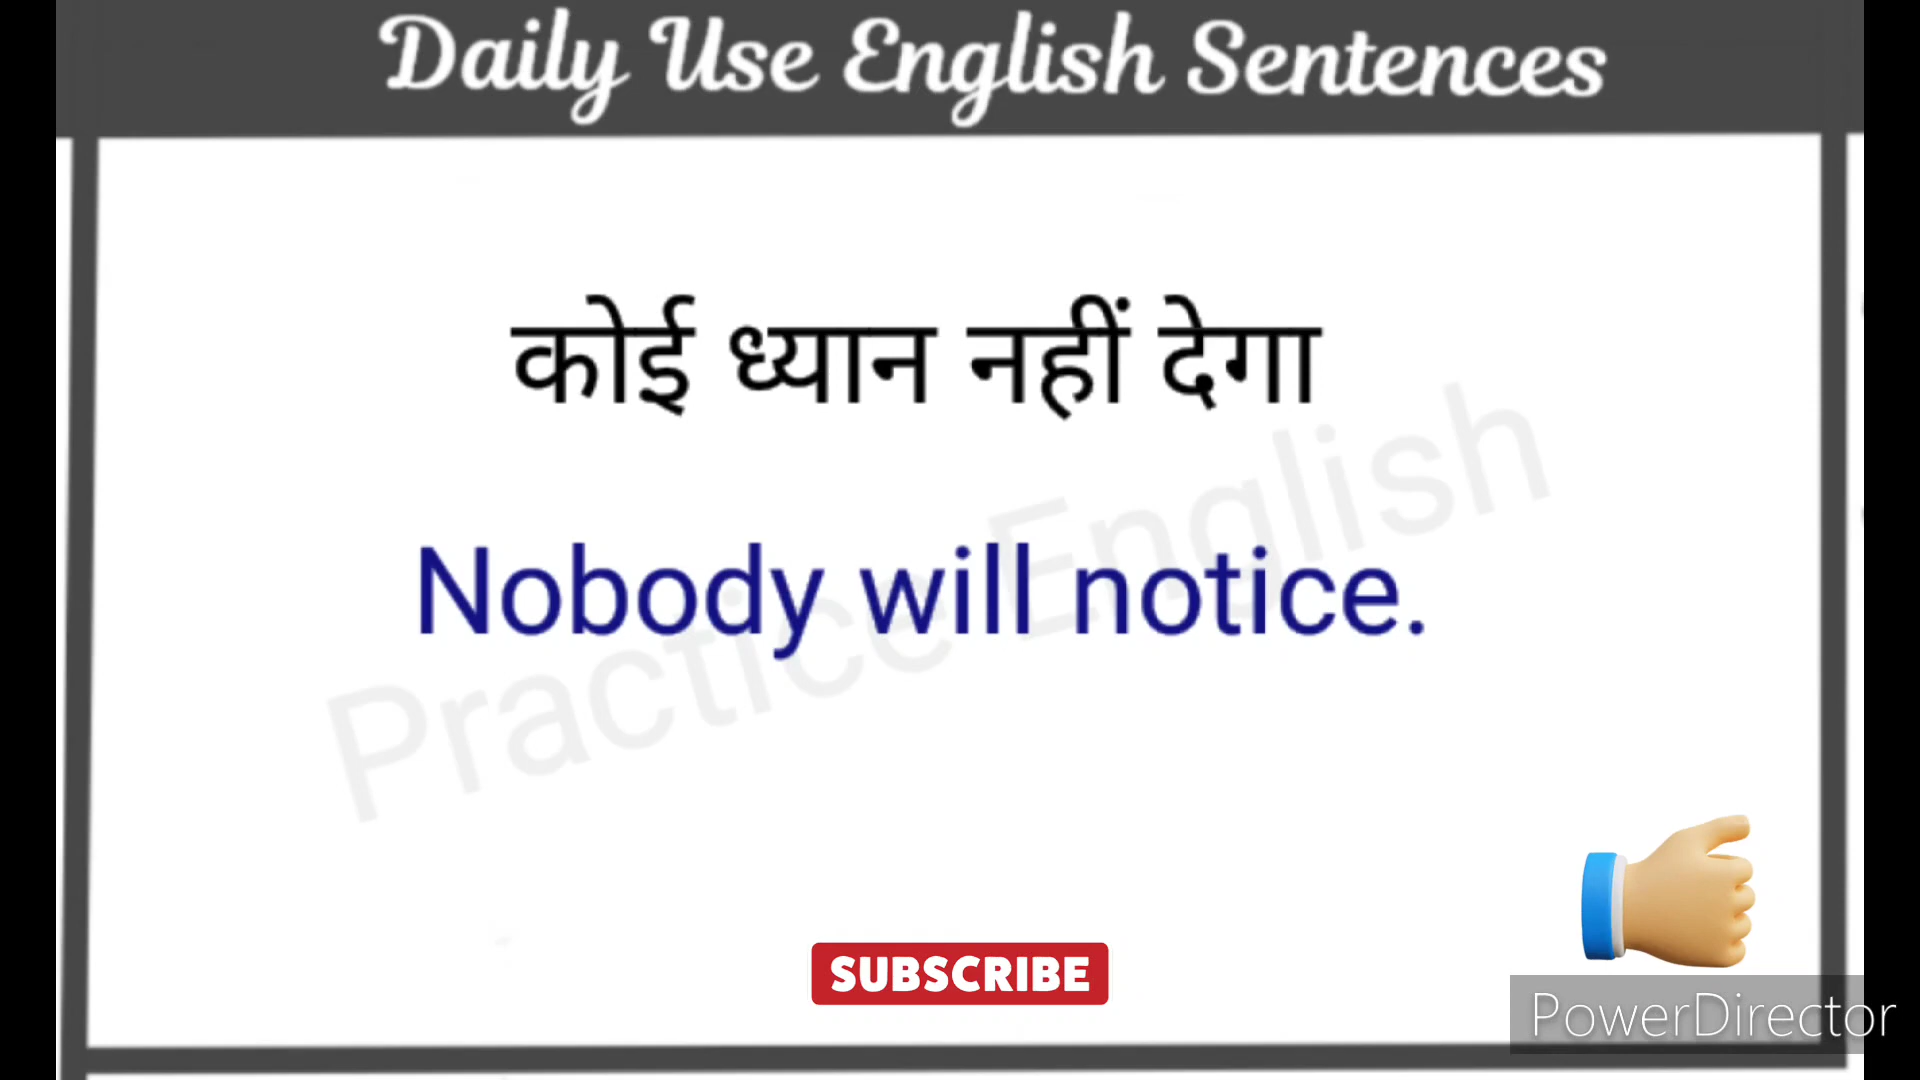 Daily Use English Sentences
कोई ध्यान नहीं देगा
Nobody will notice.
Practice English
SUBSCRIBE
PowerDirector